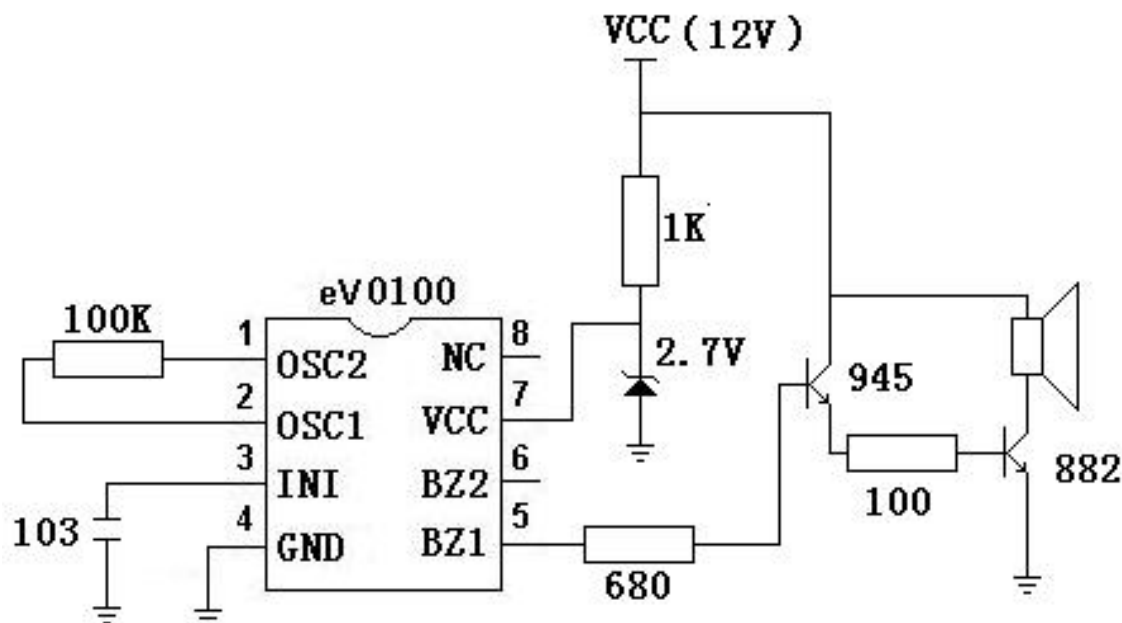 VCC (12V)
1K
eV0100
100K
1
OSC2
2
OSC1
3
INI
4
GND
103
8
NC
7
VCC
6
BZ2
5
BZ1
2.7V
945
680
100
882